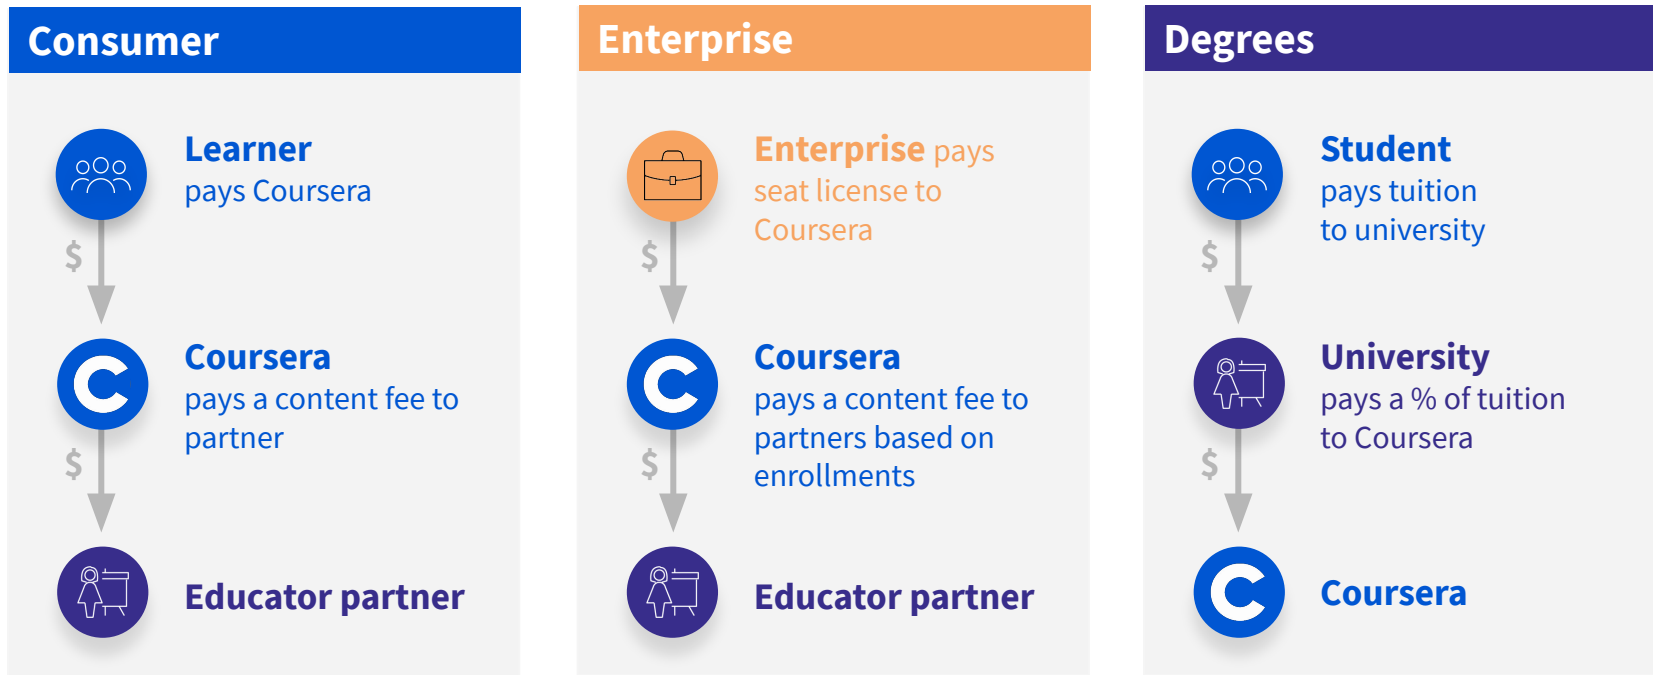 Consumer
Learner
pays Coursera
$
Coursera
pays a content fee to
partner
$
Educator partner
Enterprise
Enterprise pays
seat license to
Coursera
$
Coursera
pays a content fee to
partners based on
enrollments
$
Educator partner
Degrees
Student
pays tuition
to university
$
University
pays a % of tuition
to Coursera
$
Coursera